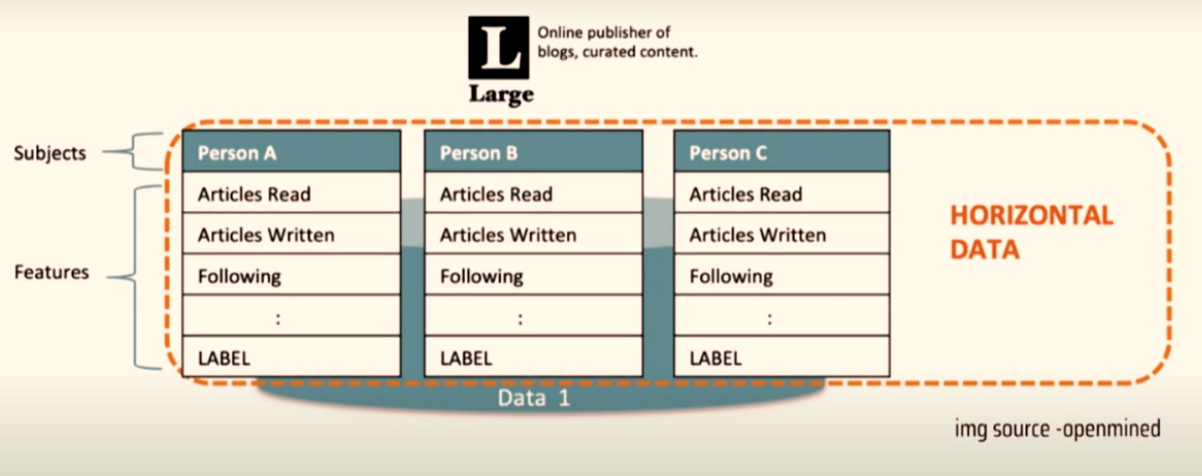 L
Online publisher of
blogs, curated content.
Large
Subjects
Person A
Person B
Person C
Features
Articles Read
Articles Read
Articles Read
Articles Written
Articles Written
Articles Written
Following
Following
Following
:
:
:
LABEL
LABEL
LABEL
HORIZONTAL
DATA
Data 1
img source -openmined